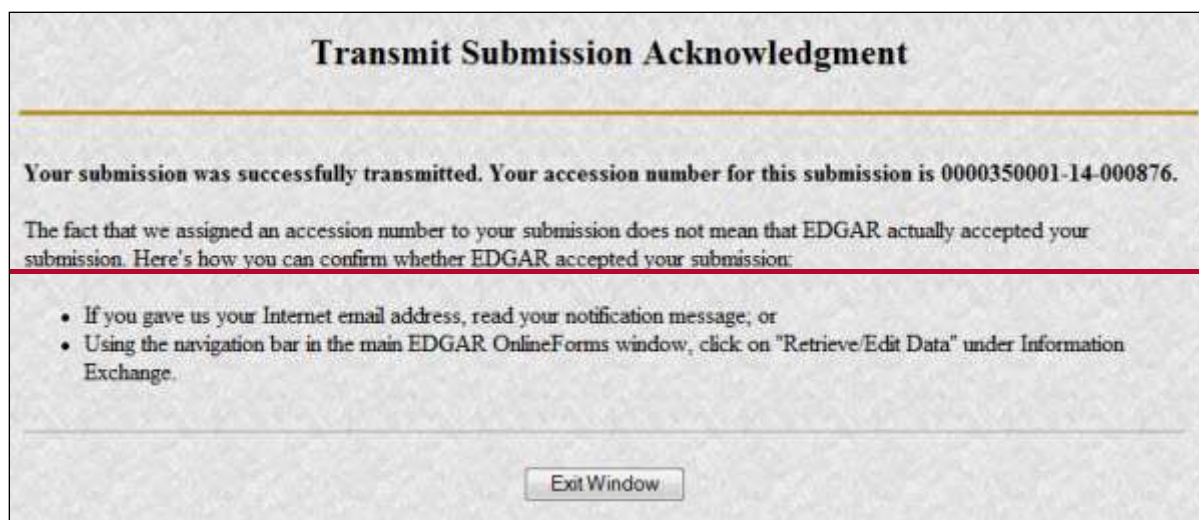 Transmit Submission Acknowledgment
Your submission was successfully transmitted. Your accession number for this submission is 0000350001-14-000876.
The fact that we assigned an accession number to your submission does not mean that EDGAR actually accepted your
submission. Here's how you can confirm whether EDGAR accepted your submission:
• If you gave us your Internet email address, read your notification message; or
• Using the navigation bar in the main EDGAR OnlineForms window, click on "Retrieve/Edit Data" under Information
Exchange.
Exit Window